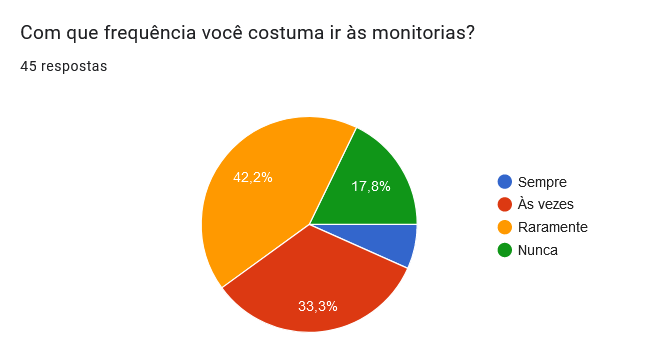 Com que frequência você costuma ir às monitorias?
45 respostas
42,2%
17,8%
33,3%
Sempre
Às vezes
Raramente
Nunca